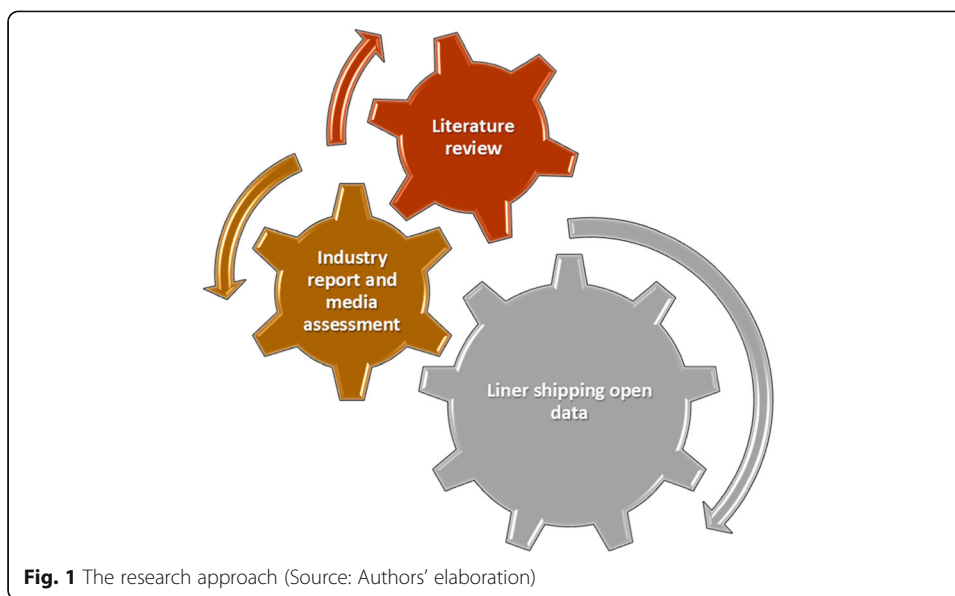 Literature
review
Industry
report and
media
assessment
Liner shipping open
data
Fig. 1 The research approach (Source: Authors’ elaboration)